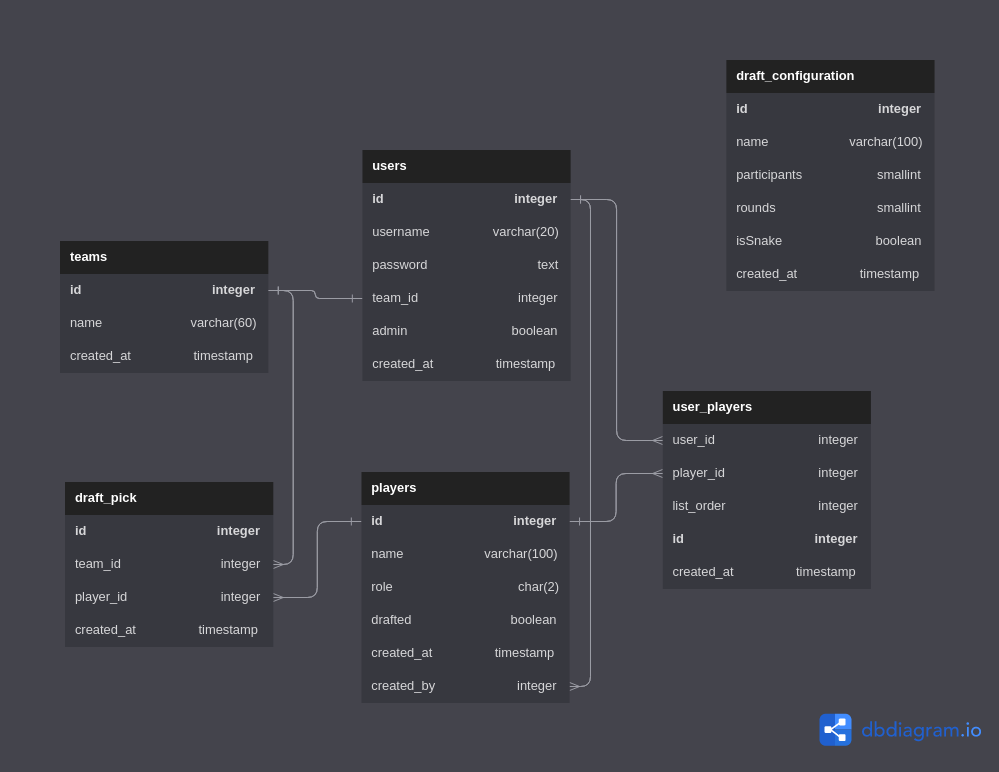 draft_configuration
id integer
name varchar(100)
participants smallint
rounds smallint
isSnake boolean
created_at timestamp
users
id integer
username varchar(20)
password text
team_id integer
admin boolean
created_at timestamp
teams
id integer
name varchar(60)
created_at timestamp
user_players
user_id integer
player_id integer
list_order integer
id integer
created_at timestamp
players
id integer
name varchar(100)
role char(2)
drafted boolean
created_at timestamp
created_by integer
draft_pick
id integer
team_id integer
player_id integer
created_at timestamp
dbdiagram.io